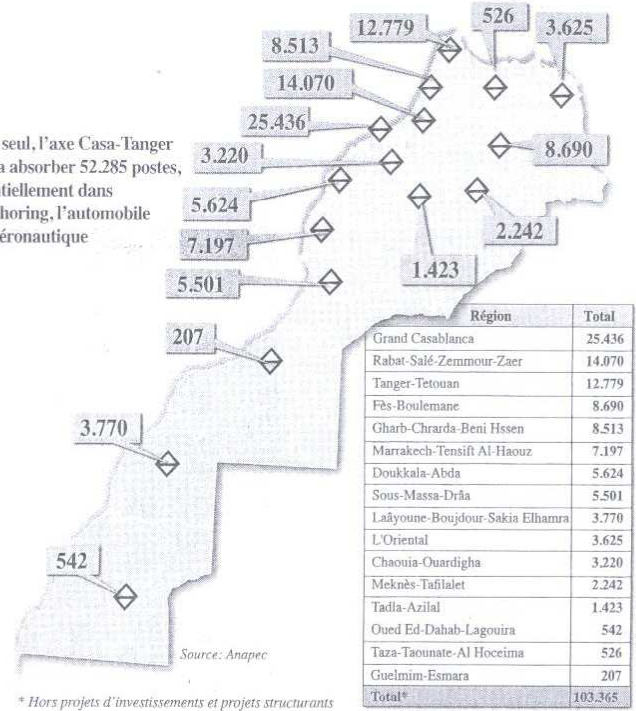 12.779
526
3.625
8.513
14.070
25.436
seul, l'axe Casa-Tanger
a absorber 52.285 postes,
tiellement dans
horing, l'automobile
éronautique
3.220
8.690
5.624
2.242
7.197
1.423
5.501
207
3.770
542
Région Total
Grand Casablanca 25.436
Rabat-Salé-Zemmour-Zaer 14.070
Tanger-Tetouan 12.779
Fès-Boulemane 8.690
Gharb-Chrarda-Beni Hssen 8.513
Marrakech-Tensift Al-Haouz 7.197
Doukkala-Abda 5.624
Sous-Massa-Drâa 5.501
Laâyoune-Boujdour-Sakia Elhamra 3.770
L'Oriental 3.625
Chaouia-Ouardigha 3.220
Meknès-Tafilalet 2.242
Tadla-Azilal 1.423
Oued Ed-Dahab-Lagouira 542
Taza-Taounate-Al Hoceima 526
Guelmim-Esmara 207
Total* 103.365
Source: Anapec
* Hors projets d'investissements et projets structurants